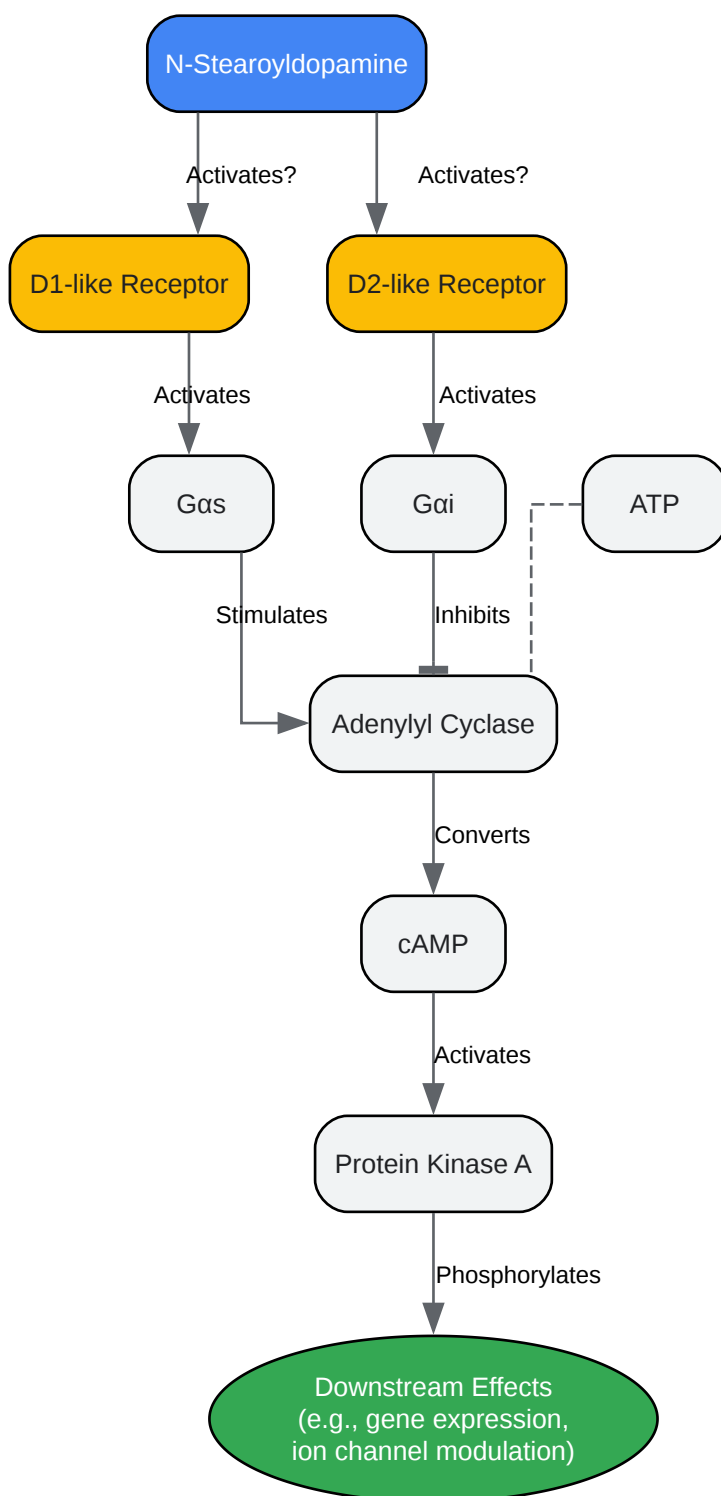 N-Stearoyldopamine
Activates?
Activates?
D1-like Receptor
D2-like Receptor
Activates
Activates
Gαs
Gαi
ATP
Stimulates
Inhibits
Adenylyl Cyclase
Converts
cAMP
Activates
Protein Kinase A
Phosphorylates
Downstream Effects
(e.g., gene expression,
ion channel modulation)